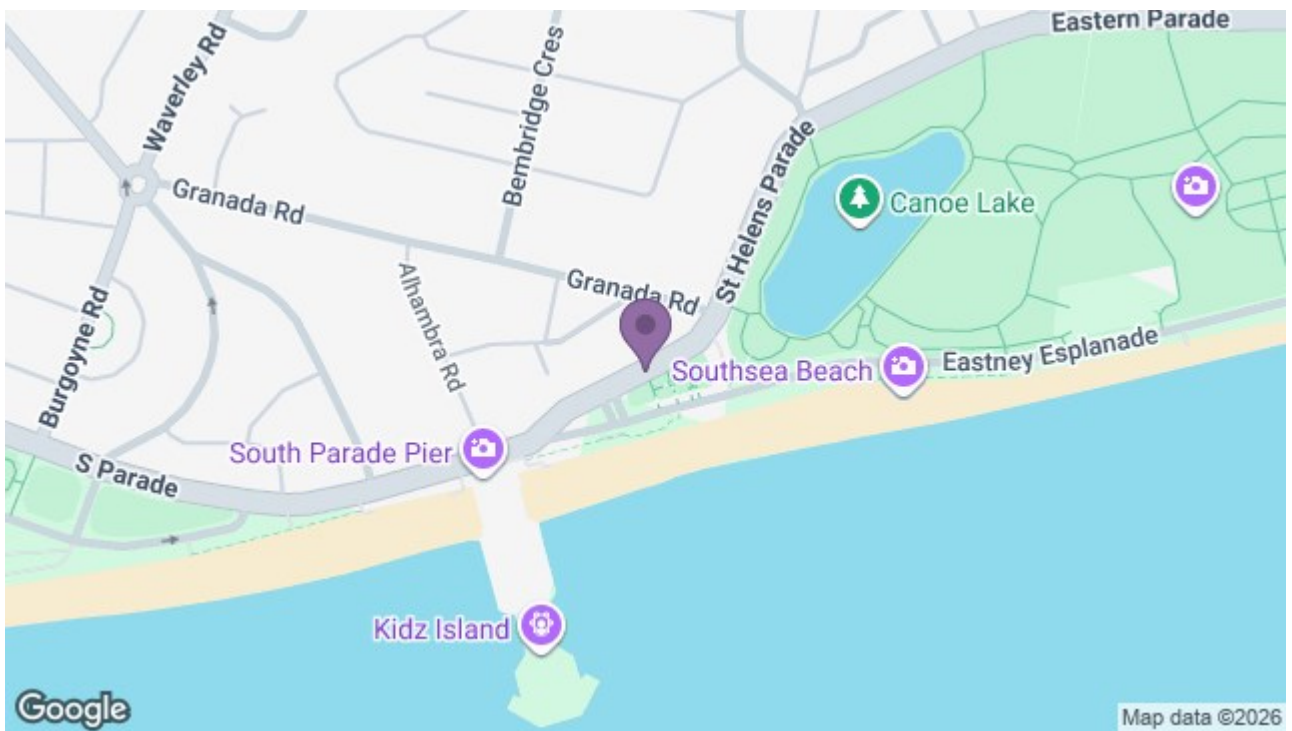 Eastern Parade
Waverley Rd
Bembridge Cres
Granada Rd
St Helens Parade
Canoe Lake
Alhambra Rd
Granada Rd
Burgoyne Rd
Southsea Beach
Eastney Esplanade
South Parade Pier
S Parade
Kidz Island
Google
Map data ©2026